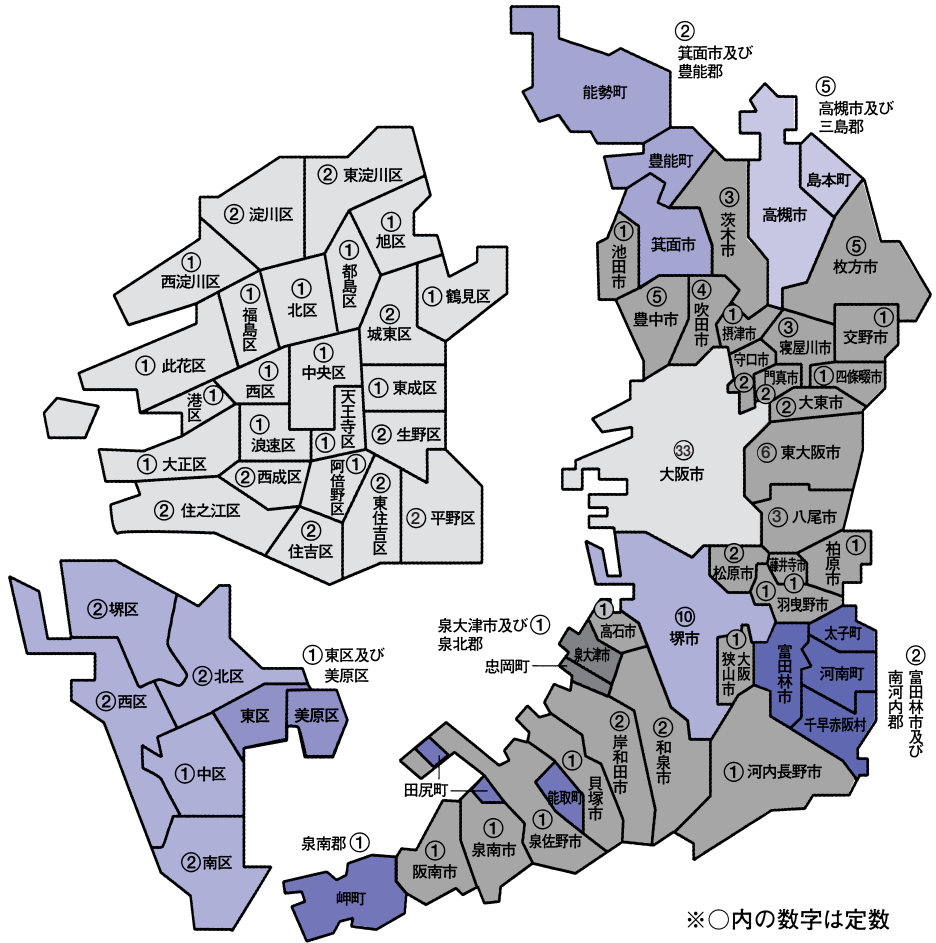 ② 箕面市及び
豊能郡
能勢町
⑤ 高槻市及び
三島郡
豊能町
島本町
高槻市
③ 茨木市
箕面市
① 池田市
⑤ 枚方市
⑤ 豊中市
④ 吹田市
① 摂津市
③ 寝屋川市
① 交野市
守口市
②
門真市
②
① 四條畷市
② 大東市
㉝ 大阪市
⑥ 東大阪市
③ 八尾市
② 松原市
藤井寺市
①
① 柏原市
① 羽曳野市
⑩ 堺市
① 大阪狭山市
富田林市
太子町
河南町
千早赤阪村
② 富田林市及び
南河内郡
① 河内長野市
泉大津市及び ①
泉北郡
① 高石市
泉大津市
忠岡町
② 和泉市
② 岸和田市
① 貝塚市
熊取町
① 泉佐野市
田尻町
① 泉南市
① 阪南市
泉南郡 ①
岬町
② 東淀川区
② 淀川区
① 旭区
① 西淀川区
① 都島区
① 北区
① 福島区
① 鶴見区
② 城東区
① 此花区
① 中央区
① 西区
① 東成区
港区 ①
天王寺区
①
① 浪速区
② 生野区
① 大正区
② 西成区
阿倍野区 ①
② 東住吉区
② 平野区
② 住之江区
② 住吉区
② 堺区
② 北区
① 東区及び
美原区
② 西区
東区
美原区
① 中区
② 南区
※○内の数字は定数